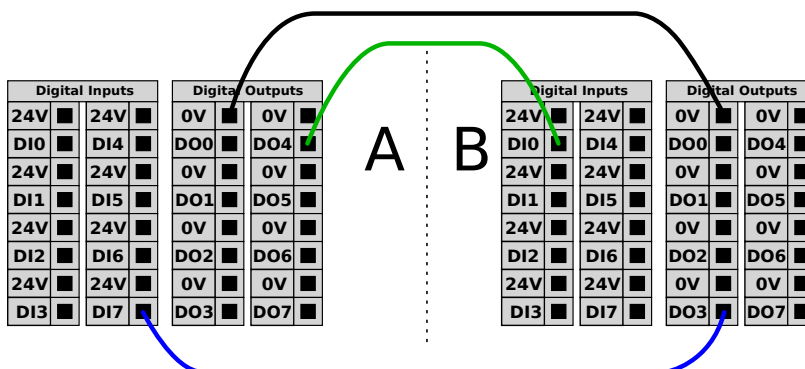 Digital Inputs Digital Outputs Digital Inputs Digital Outputs
24V 24V 0V 0V 24V 24V 0V 0V
DI0 DI4 DO0 DO4 A B DI0 DI4 DO0 DO4
24V 24V 0V 0V 24V 24V 0V 0V
DI1 DI5 DO1 DO5 DI1 DI5 DO1 DO5
24V 24V 0V 0V 24V 24V 0V 0V
DI2 DI6 DO2 DO6 DI2 DI6 DO2 DO6
24V 24V 0V 0V 24V 24V 0V 0V
DI3 DI7 DO3 DO7 DI3 DI7 DO3 DO7